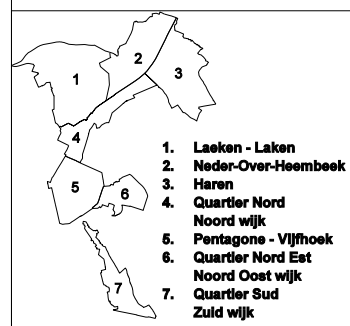 1
2
3
4
5
6
7
1. Laeken - Laken
2. Neder-Over-Heembeek
3. Haren
4. Quartier Nord
Noord wijk
5. Pentagone - Vijfhoek
6. Quartier Nord Est
Noord Oost wijk
7. Quartier Sud
Zuid wijk